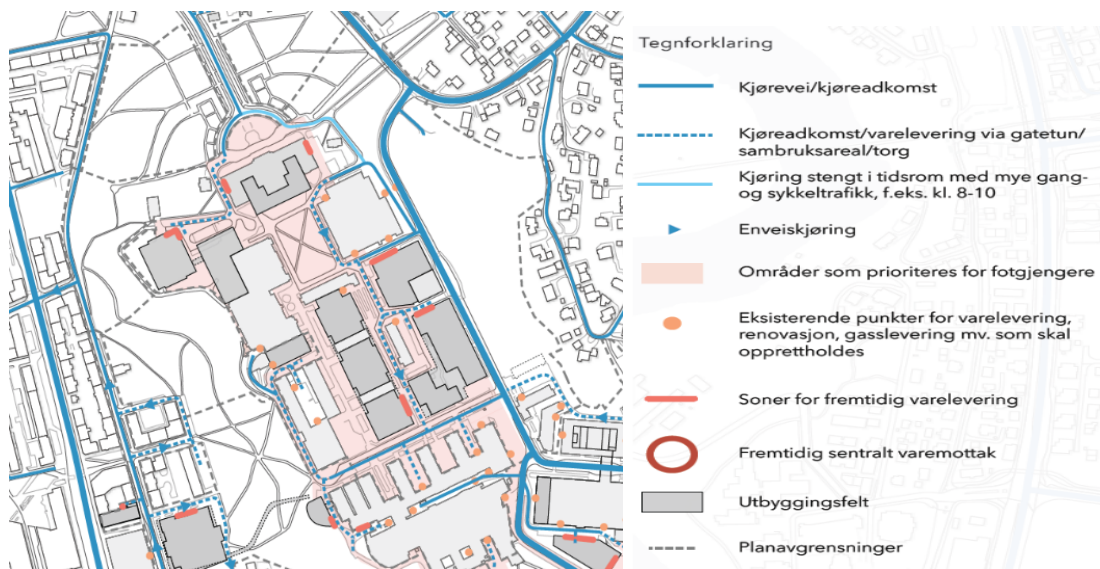 Tegnforklaring
Kjørevei/kjøreadkomst
Kjøreadkomst/varelevering via gatetun/
sambruksareal/torg
Kjøring stengt i tidsrom med mye gang-
og sykkeltrafikk, f.eks. kl. 8-10
Enveiskjøring
Områder som prioriteres for fotgjengere
Eksisterende punkter for varelevering,
renovasjon, gasslevering mv. som skal
opprettholdes
Soner for fremtidig varelevering
Fremtidig sentralt varemottak
Utbyggingsfelt
Planavgrensninger